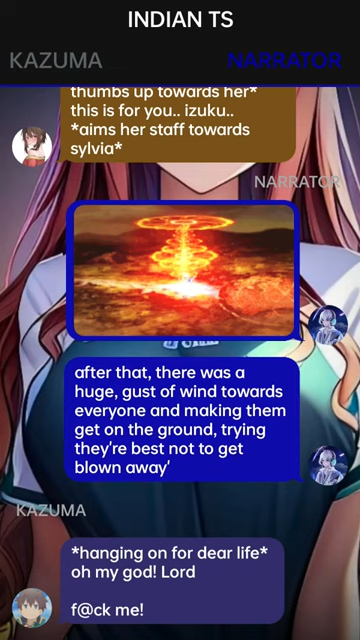 INDIAN TS
KAZUMA NARRATOR
thumbs up towards her*
this is for you.. izuku..
*aims her staff towards
sylvia*
NARRATOR
after that, there was a
huge, gust of wind towards
everyone and making them
get on the ground, trying
they're best not to get
blown away'
KAZUMA
*hanging on for dear life*
oh my god! Lord
f@ck me!